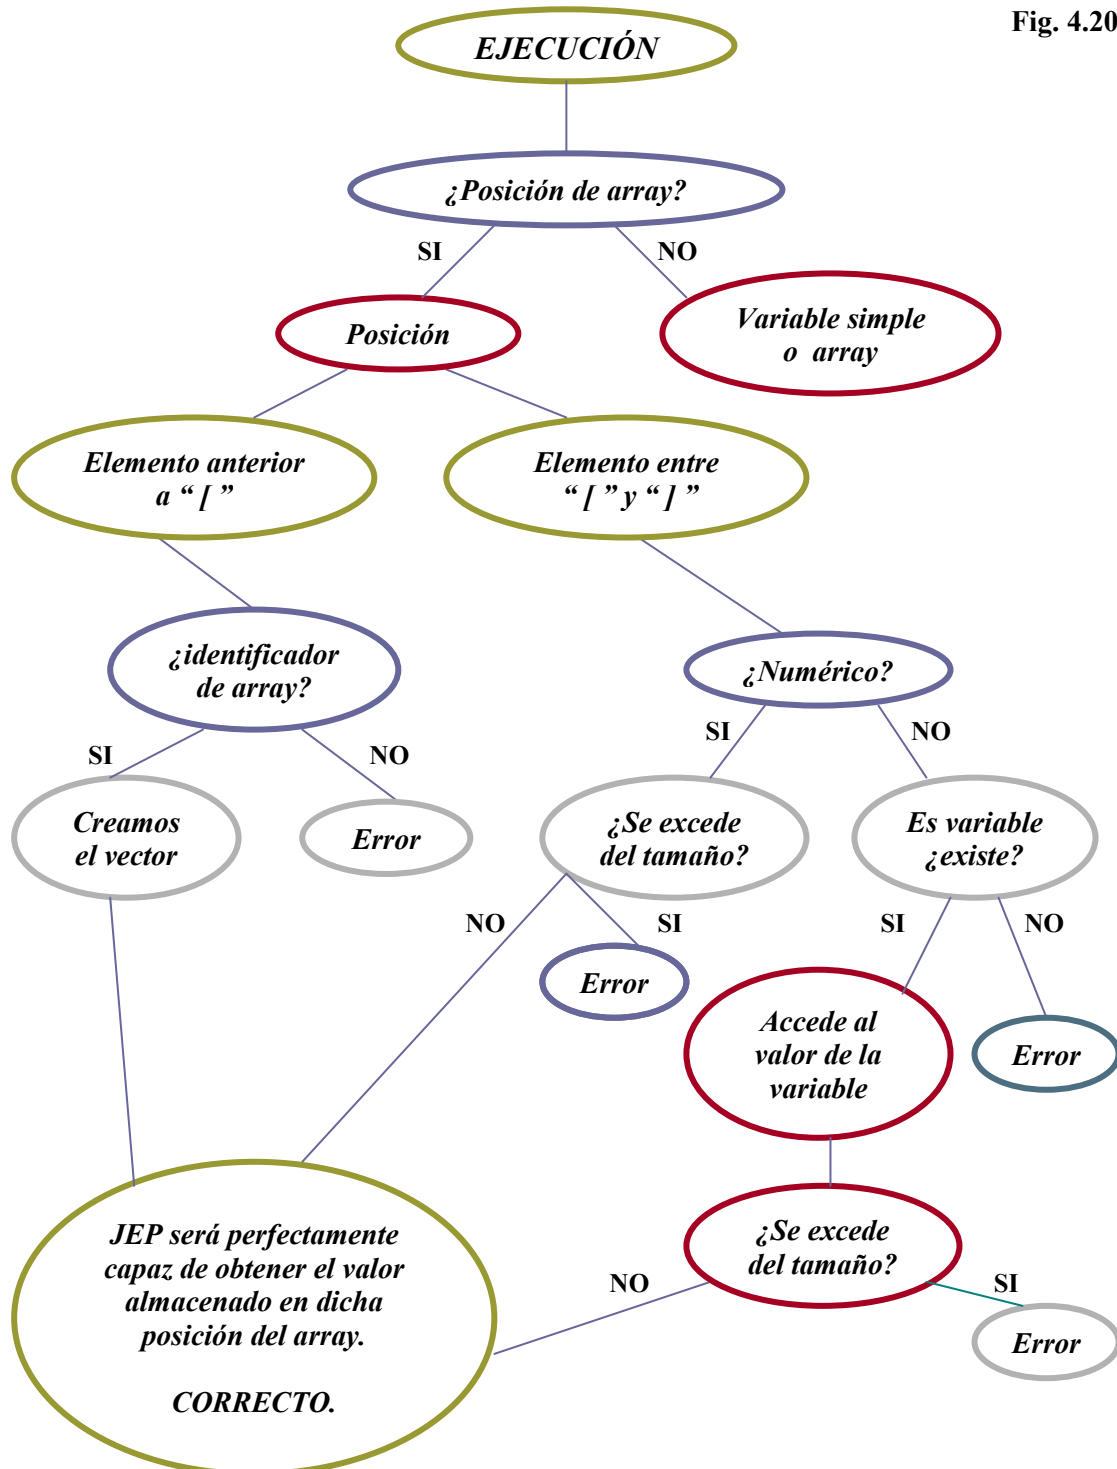 Fig. 4.20
EJECUCIÓN
¿Posición de array?
SI
NO
Posición
Variable simple
o array
Elemento anterior
a “ [ ”
Elemento entre
“ [ ” y “ ] ”
¿identificador
de array?
¿Numérico?
SI
NO
SI
NO
Creamos
el vector
Error
¿Se excede
del tamaño?
Es variable
¿existe?
NO
SI
SI
NO
Error
Accede al
valor de la
variable
Error
JEP será perfectamente
capaz de obtener el valor
almacenado en dicha
posición del array.
CORRECTO.
¿Se excede
del tamaño?
NO
SI
Error